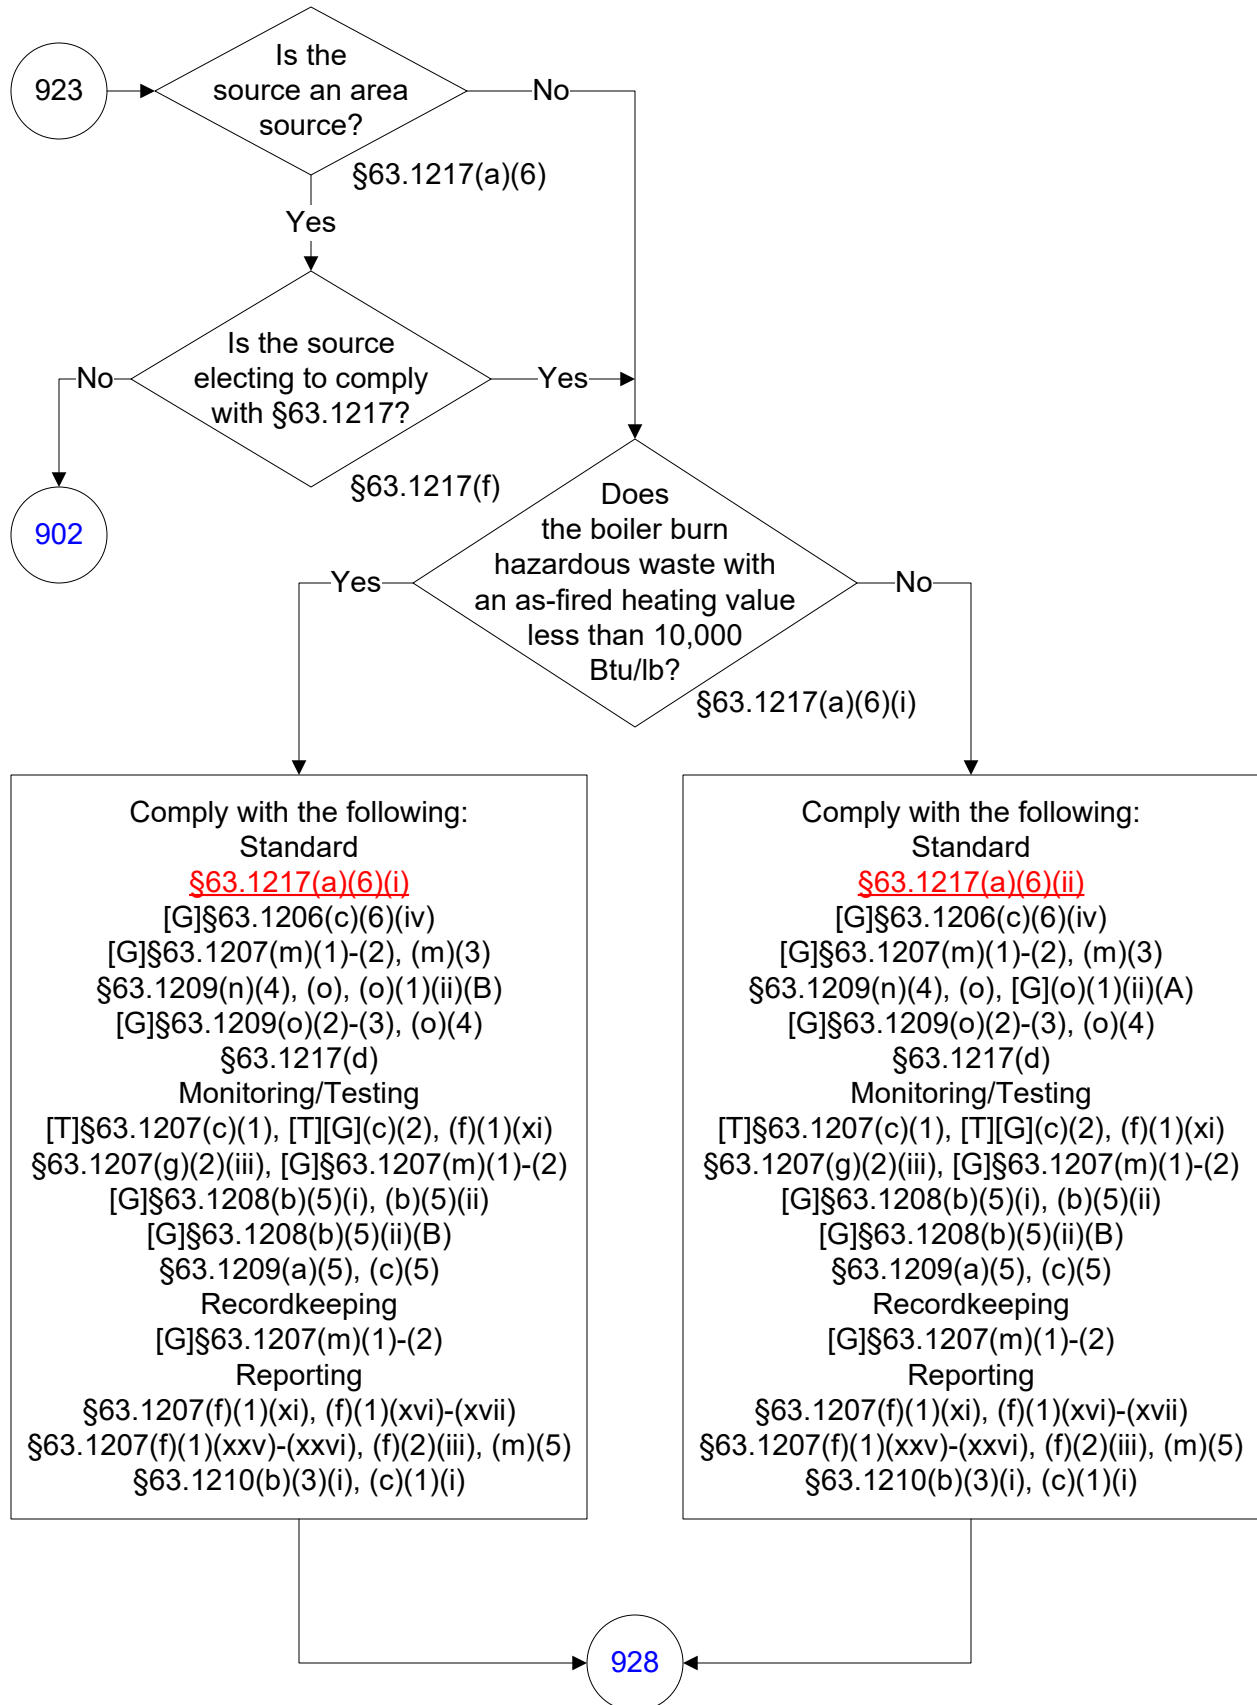 923
Is the
source an area
source?
No
§63.1217(a)(6)
Yes
Is the source
electing to comply
with §63.1217?
No
Yes
§63.1217(f)
902
Does
the boiler burn
hazardous waste with
an as-fired heating value
less than 10,000
Btu/lb?
Yes
No
§63.1217(a)(6)(i)
Comply with the following:
Standard
§63.1217(a)(6)(i)
[G]§63.1206(c)(6)(iv)
[G]§63.1207(m)(1)-(2), (m)(3)
§63.1209(n)(4), (o), (o)(1)(ii)(B)
[G]§63.1209(o)(2)-(3), (o)(4)
§63.1217(d)
Monitoring/Testing
[T]§63.1207(c)(1), [T][G](c)(2), (f)(1)(xi)
§63.1207(g)(2)(iii), [G]§63.1207(m)(1)-(2)
[G]§63.1208(b)(5)(i), (b)(5)(ii)
[G]§63.1208(b)(5)(ii)(B)
§63.1209(a)(5), (c)(5)
Recordkeeping
[G]§63.1207(m)(1)-(2)
Reporting
§63.1207(f)(1)(xi), (f)(1)(xvi)-(xvii)
§63.1207(f)(1)(xxv)-(xxvi), (f)(2)(iii), (m)(5)
§63.1210(b)(3)(i), (c)(1)(i)
Comply with the following:
Standard
§63.1217(a)(6)(ii)
[G]§63.1206(c)(6)(iv)
[G]§63.1207(m)(1)-(2), (m)(3)
§63.1209(n)(4), (o), [G](o)(1)(ii)(A)
[G]§63.1209(o)(2)-(3), (o)(4)
§63.1217(d)
Monitoring/Testing
[T]§63.1207(c)(1), [T][G](c)(2), (f)(1)(xi)
§63.1207(g)(2)(iii), [G]§63.1207(m)(1)-(2)
[G]§63.1208(b)(5)(i), (b)(5)(ii)
[G]§63.1208(b)(5)(ii)(B)
§63.1209(a)(5), (c)(5)
Recordkeeping
[G]§63.1207(m)(1)-(2)
Reporting
§63.1207(f)(1)(xi), (f)(1)(xvi)-(xvii)
§63.1207(f)(1)(xxv)-(xxvi), (f)(2)(iii), (m)(5)
§63.1210(b)(3)(i), (c)(1)(i)
928